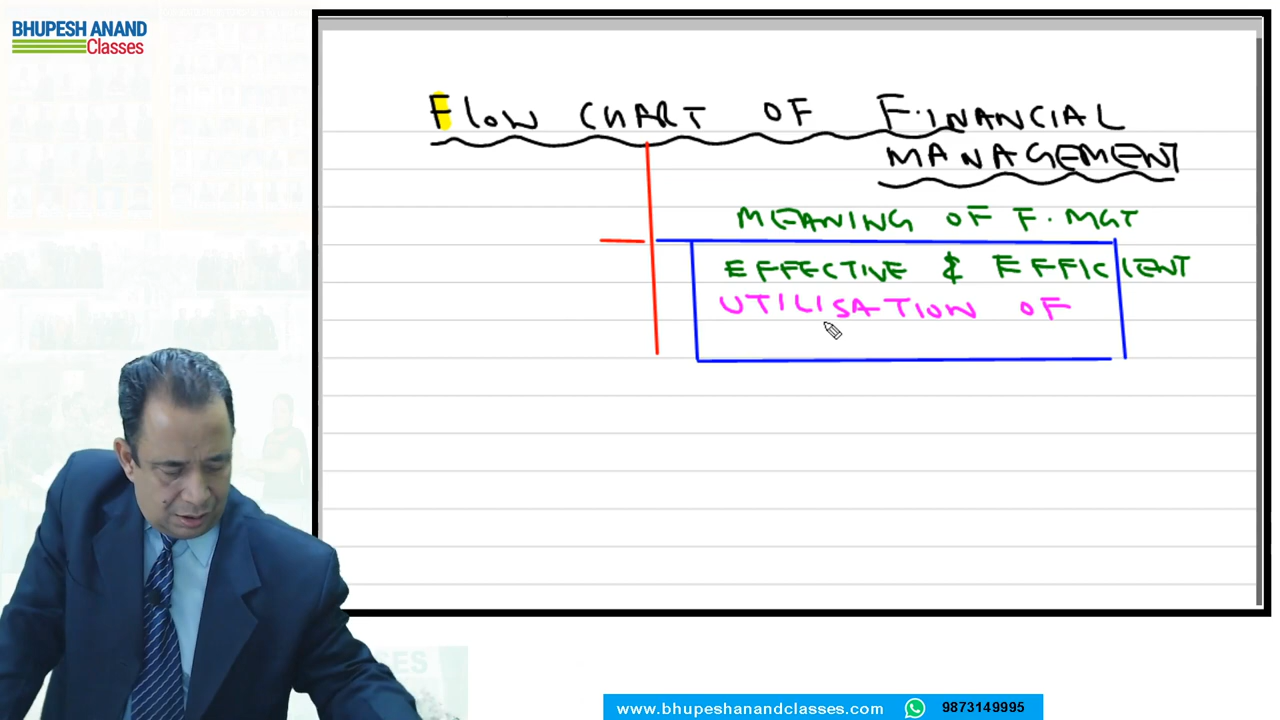 BHUPESH ANAND
Classes
FLOW CHART OF FINANCIAL
MANAGEMENT
MEANING OF F. MGT
EFFECTIVE & EFFICIENT
UTILISATION OF
www.bhupeshanandclasses.com
9873149995